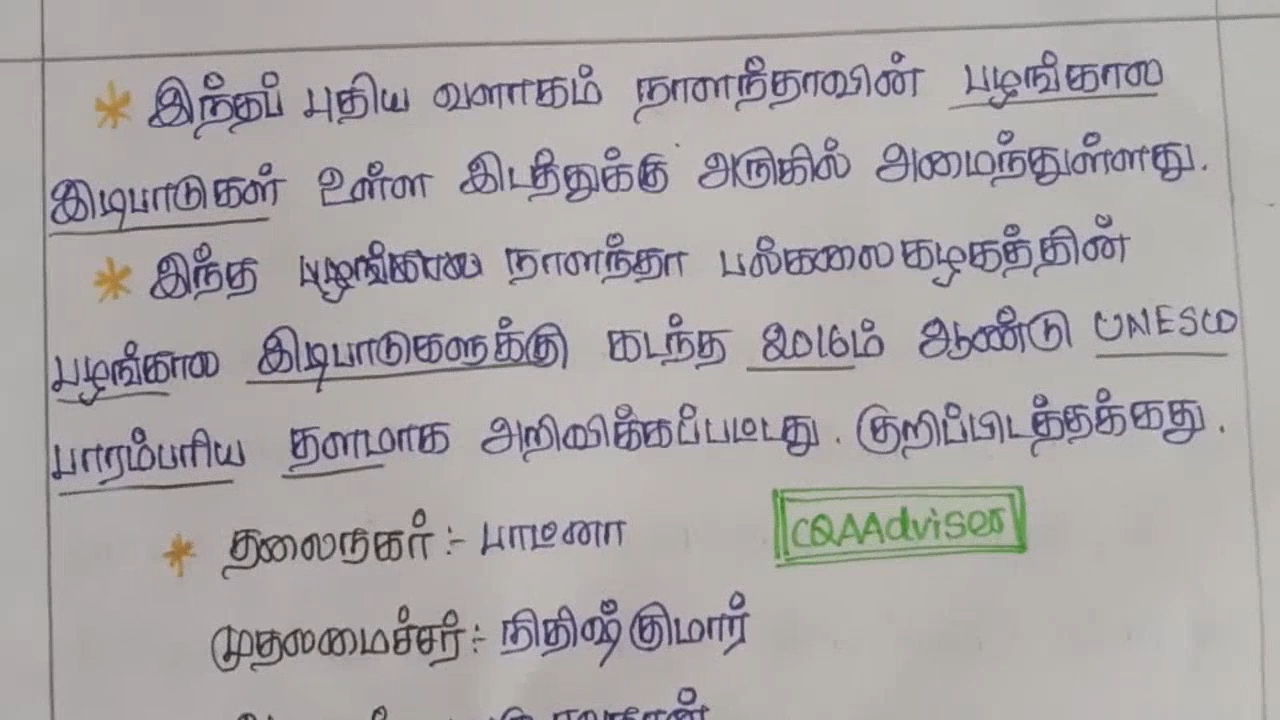 * இந்தப் புதிய வளாகம் நாளந்தாவின் பழங்கால
இடிபாடுகள் உள்ள இடத்துக்கு அருகில் அமைந்துள்ளது.
* இந்த பழங்கால நாளந்தா பல்கலைகழகத்தின்
பழங்கால இடிபாடுகளுக்கு கடந்த 2016ம் ஆண்டு UNESCO
பாரம்பரிய தளமாக அறிவிக்கப்பட்டது. குறிப்பிடத்தக்கது.
* தலைநகர் :- பாட்னா
CQAAdviser
முதலமைச்சர் :- நிதிஷ் குமார்